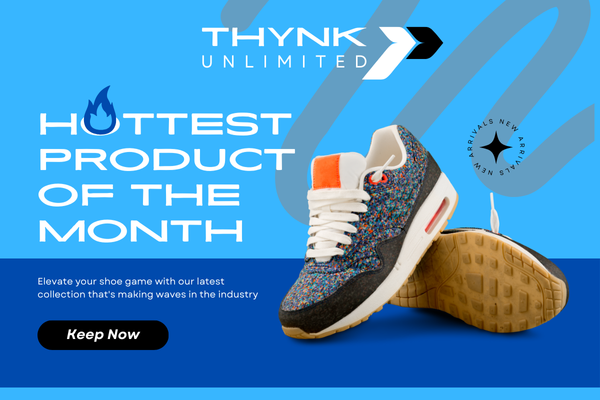 THYNK
UNLIMITED
HOTTEST
PRODUCT
OF THE
MONTH
NEW ARRIVALS NEW ARRIVALS
Elevate your shoe game with our latest
collection that's making waves in the industry
Keep Now